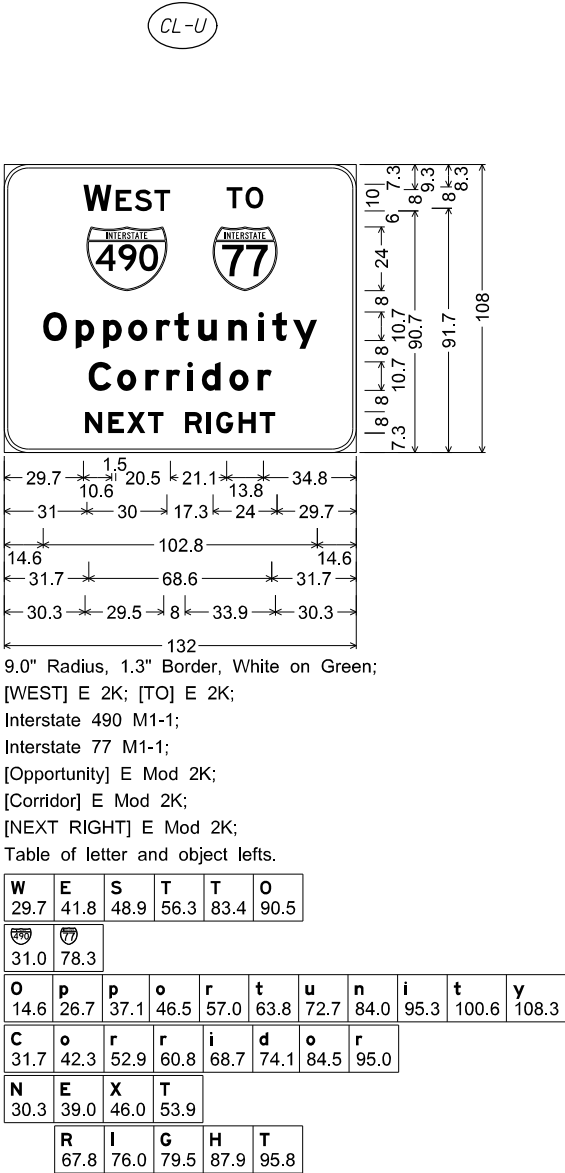 CL-U
WEST TO
INTERSTATE INTERSTATE
490 77
Opportunity
Corridor
NEXT RIGHT
10 7.3 8 9.3 8 8.3
6
24
8
8 10.7 90.7 91.7 108
8 10.7
8
8 7.3
29.7 10.6 1.5 20.5 21.1 13.8 34.8
31 30 17.3 24 29.7
14.6 102.8 14.6
31.7 68.6 31.7
30.3 29.5 8 33.9 30.3
132
9.0" Radius, 1.3" Border, White on Green;
[WEST] E 2K; [TO] E 2K;
Interstate 490 M1-1;
Interstate 77 M1-1;
[Opportunity] E Mod 2K;
[Corridor] E Mod 2K;
[NEXT RIGHT] E Mod 2K;
Table of letter and object lefts.
W E S T T O
29.7 41.8 48.9 56.3 83.4 90.5
490 77
31.0 78.3
O p p o r t u n i t y
14.6 26.7 37.1 46.5 57.0 63.8 72.7 84.0 95.3 100.6 108.3
C o r r i d o r
31.7 42.3 52.9 60.8 68.7 74.1 84.5 95.0
N E X T
30.3 39.0 46.0 53.9
R I G H T
67.8 76.0 79.5 87.9 95.8